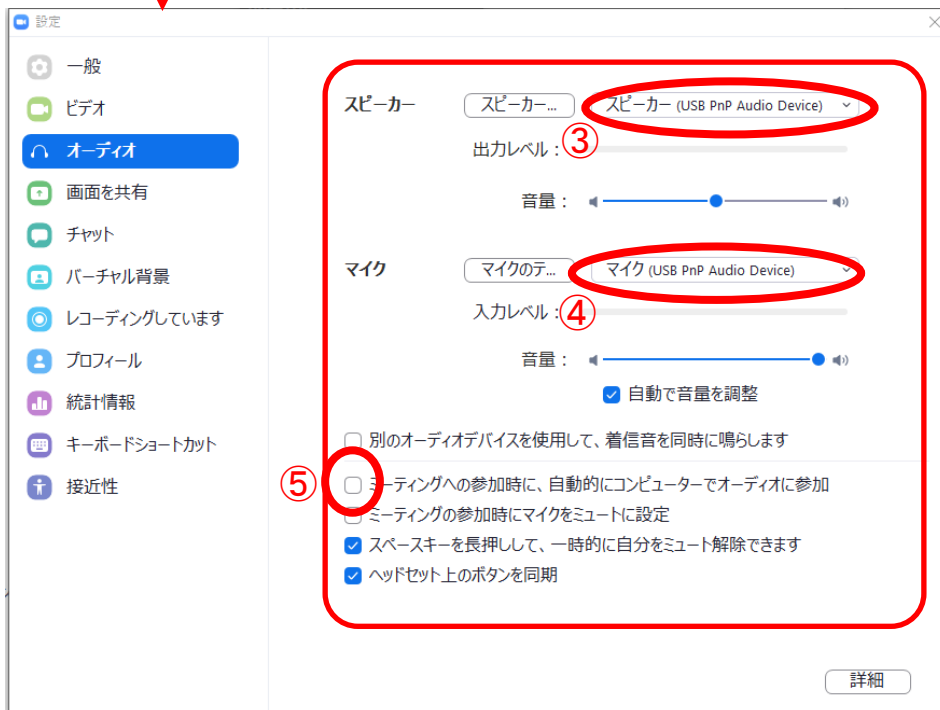 設定
一般
ビデオ
オーディオ
画面を共有
チャット
バーチャル背景
レコーディングしています
プロフィール
統計情報
キーボードショートカット
接近性
スピーカー スピーカー... スピーカー (USB PnP Audio Device)
③
出力レベル：
音量：
マイク マイクのテ... マイク (USB PnP Audio Device)
入力レベル：
④
音量：
自動で音量を調整
別のオーディオデバイスを使用して、着信音を同時に鳴らします
⑤
ミーティングへの参加時に、自動的にコンピューターでオーディオに参加
ミーティングの参加時にマイクをミュートに設定
スペースキーを長押しして、一時的に自分をミュート解除できます
ヘッドセット上のボタンを同期
詳細